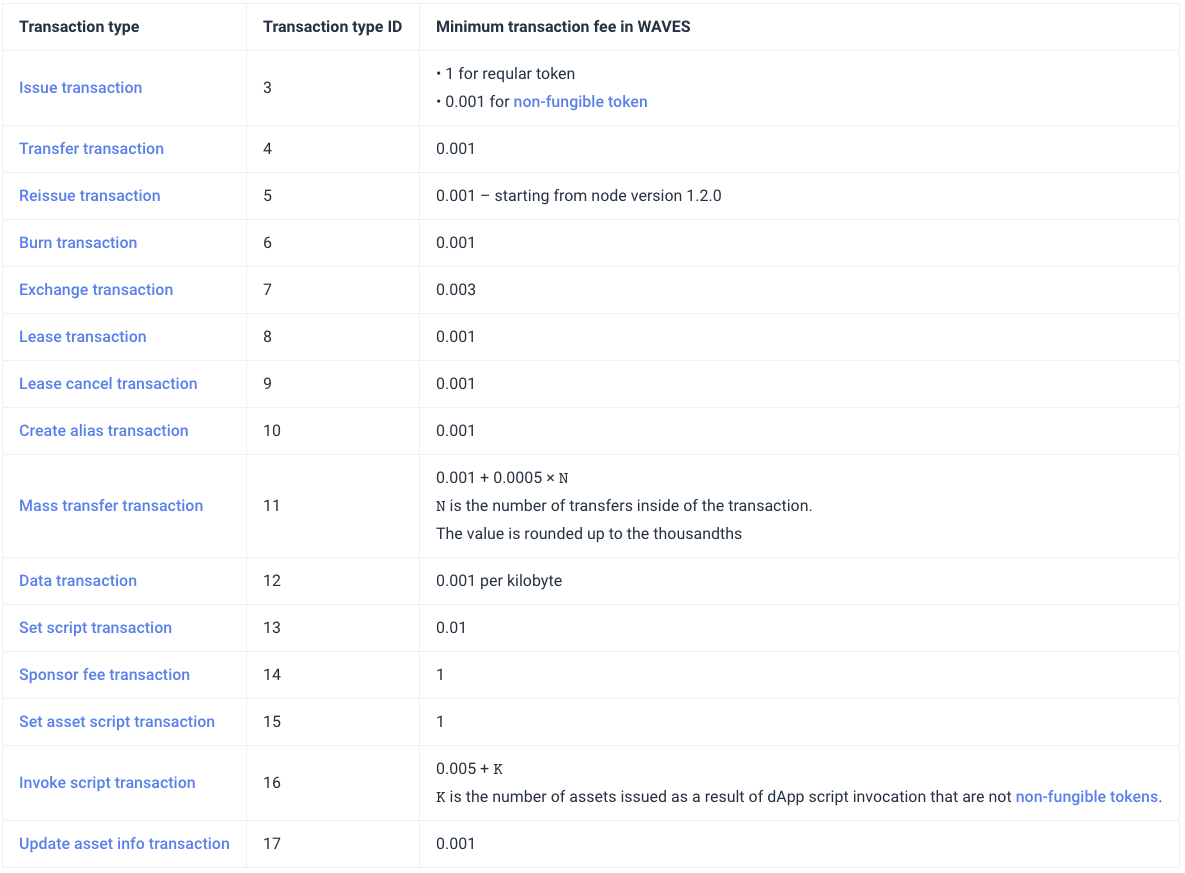 Transaction type Transaction type ID Minimum transaction fee in WAVES
Issue transaction 3 • 1 for reqular token
• 0.001 for non-fungible token
Transfer transaction 4 0.001
Reissue transaction 5 0.001 – starting from node version 1.2.0
Burn transaction 6 0.001
Exchange transaction 7 0.003
Lease transaction 8 0.001
Lease cancel transaction 9 0.001
Create alias transaction 10 0.001
Mass transfer transaction 11 0.001 + 0.0005 × N
N is the number of transfers inside of the transaction.
The value is rounded up to the thousandths
Data transaction 12 0.001 per kilobyte
Set script transaction 13 0.01
Sponsor fee transaction 14 1
Set asset script transaction 15 1
Invoke script transaction 16 0.005 + K
K is the number of assets issued as a result of dApp script invocation that are not non-fungible tokens.
Update asset info transaction 17 0.001